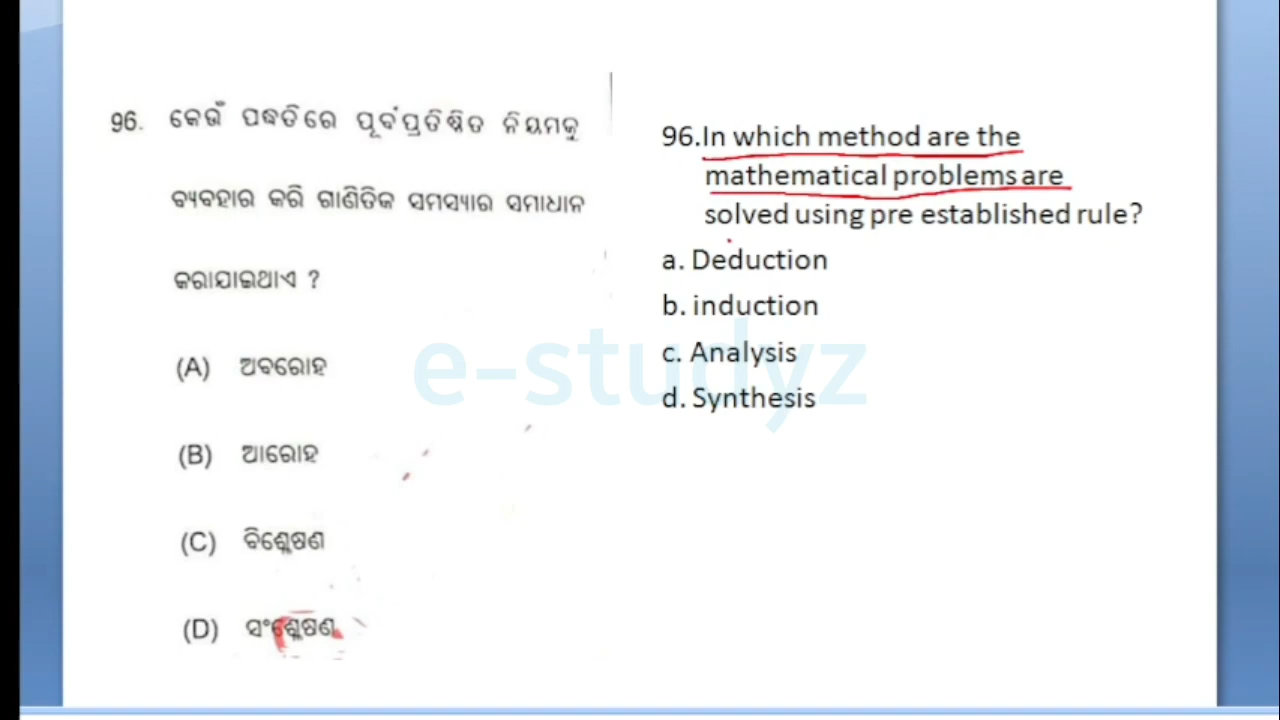 96. କେଉଁ ପଦ୍ଧତିରେ ପୂର୍ବପ୍ରତିଷ୍ଠିତ ନିୟମକୁ
ବ୍ୟବହାର କରି ଗାଣିତିକ ସମସ୍ୟାର ସମାଧାନ
କରାଯାଇଥାଏ ?
(A) ଅବରୋହ
(B) ଆରୋହ
(C) ବିଶ୍ଳେଷଣ
(D) ସଂଶ୍ଳେଷଣ
96.In which method are the
mathematical problems are
solved using pre established rule?
a. Deduction
b. induction
c. Analysis
d. Synthesis
e-studyz